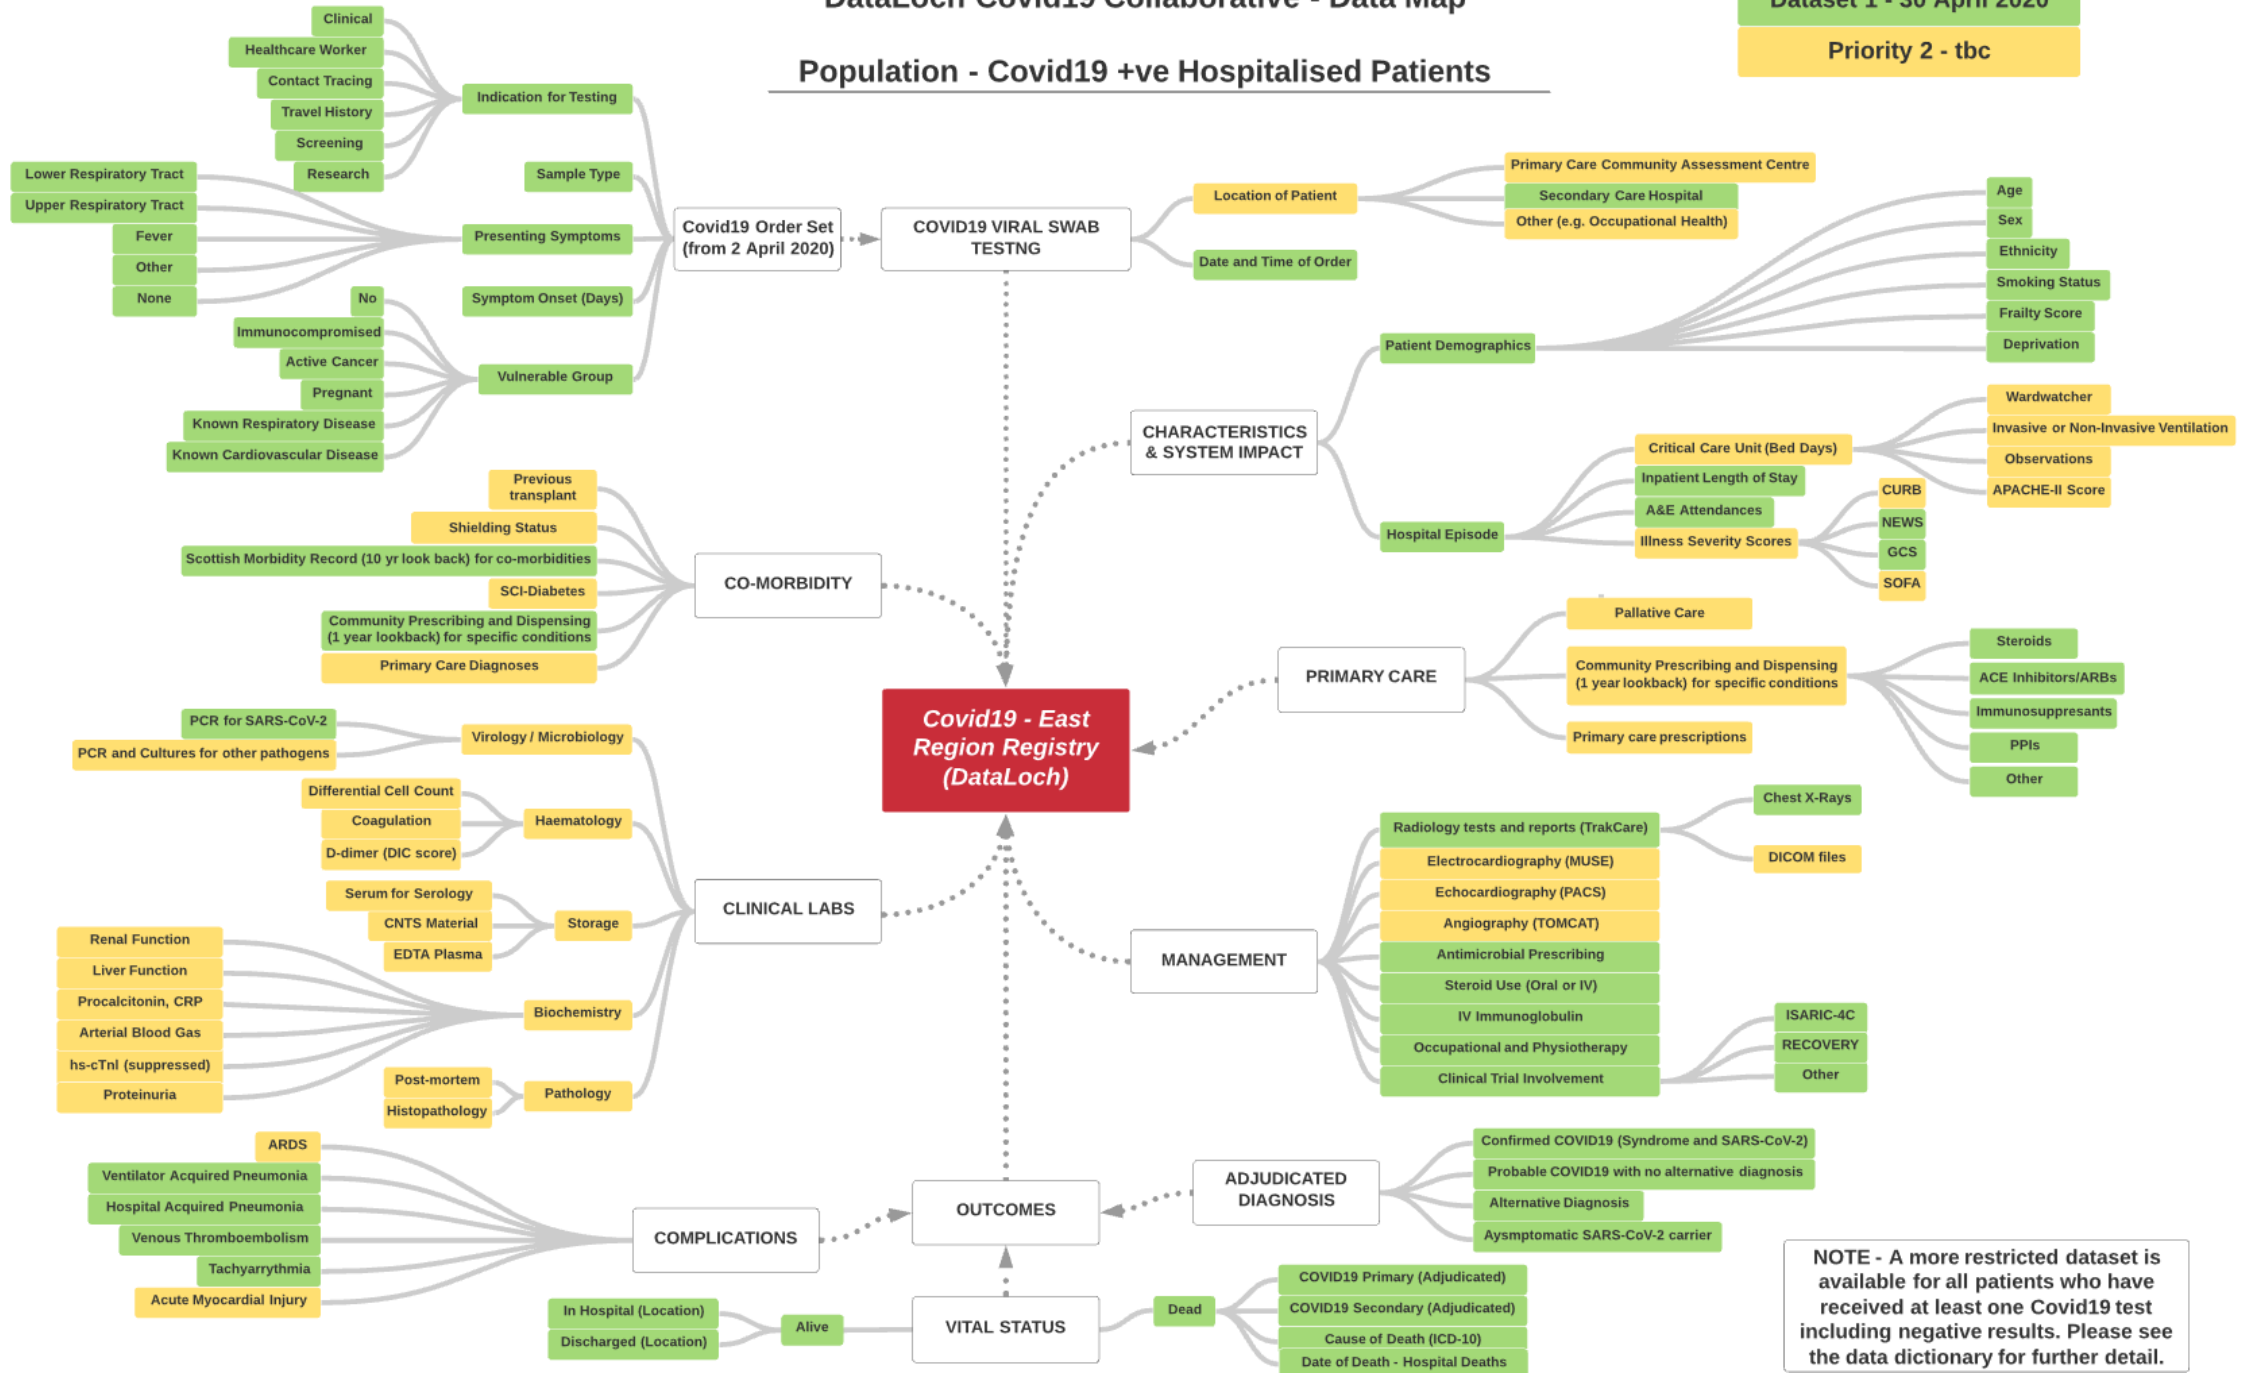 DataLoch Covid19 Collaborative - Data Map
Population - Covid19 +ve Hospitalised Patients
Dataset 1 - 30 April 2020
Priority 2 - tbc
Clinical
Healthcare Worker
Contact Tracing
Travel History
Screening
Research
Indication for Testing
Sample Type
Lower Respiratory Tract
Upper Respiratory Tract
Fever
Other
None
Presenting Symptoms
Symptom Onset (Days)
No
Immunocompromised
Active Cancer
Pregnant
Known Respiratory Disease
Known Cardiovascular Disease
Vulnerable Group
Covid19 Order Set
(from 2 April 2020)
COVID19 VIRAL SWAB
TESTNG
Location of Patient
Date and Time of Order
Primary Care Community Assessment Centre
Secondary Care Hospital
Other (e.g. Occupational Health)
CHARACTERISTICS
& SYSTEM IMPACT
Patient Demographics
Age
Sex
Ethnicity
Smoking Status
Frailty Score
Deprivation
Hospital Episode
Critical Care Unit (Bed Days)
Inpatient Length of Stay
A&E Attendances
Illness Severity Scores
Wardwatcher
Invasive or Non-Invasive Ventilation
Observations
APACHE-II Score
CURB
NEWS
GCS
SOFA
Previous
transplant
Shielding Status
Scottish Morbidity Record (10 yr look back) for co-morbidities
SCI-Diabetes
Community Prescribing and Dispensing
(1 year lookback) for specific conditions
Primary Care Diagnoses
CO-MORBIDITY
PRIMARY CARE
Pallative Care
Community Prescribing and Dispensing
(1 year lookback) for specific conditions
Primary care prescriptions
Steroids
ACE Inhibitors/ARBs
Immunosuppresants
PPIs
Other
Covid19 - East
Region Registry
(DataLoch)
PCR for SARS-CoV-2
PCR and Cultures for other pathogens
Virology / Microbiology
Differential Cell Count
Coagulation
D-dimer (DIC score)
Haematology
Serum for Serology
CNTS Material
EDTA Plasma
Storage
Renal Function
Liver Function
Procalcitonin, CRP
Arterial Blood Gas
hs-cTnI (suppressed)
Proteinuria
Biochemistry
Post-mortem
Histopathology
Pathology
CLINICAL LABS
MANAGEMENT
Radiology tests and reports (TrakCare)
Electrocardiography (MUSE)
Echocardiography (PACS)
Angiography (TOMCAT)
Antimicrobial Prescribing
Steroid Use (Oral or IV)
IV Immunoglobulin
Occupational and Physiotherapy
Clinical Trial Involvement
Chest X-Rays
DICOM files
ISARIC-4C
RECOVERY
Other
ARDS
Ventilator Acquired Pneumonia
Hospital Acquired Pneumonia
Venous Thromboembolism
Tachyarrythmia
Acute Myocardial Injury
COMPLICATIONS
OUTCOMES
ADJUDICATED
DIAGNOSIS
Confirmed COVID19 (Syndrome and SARS-CoV-2)
Probable COVID19 with no alternative diagnosis
Alternative Diagnosis
Aysmptomatic SARS-CoV-2 carrier
In Hospital (Location)
Discharged (Location)
Alive
VITAL STATUS
Dead
COVID19 Primary (Adjudicated)
COVID19 Secondary (Adjudicated)
Cause of Death (ICD-10)
Date of Death - Hospital Deaths
NOTE - A more restricted dataset is
available for all patients who have
received at least one Covid19 test
including negative results. Please see
the data dictionary for further detail.